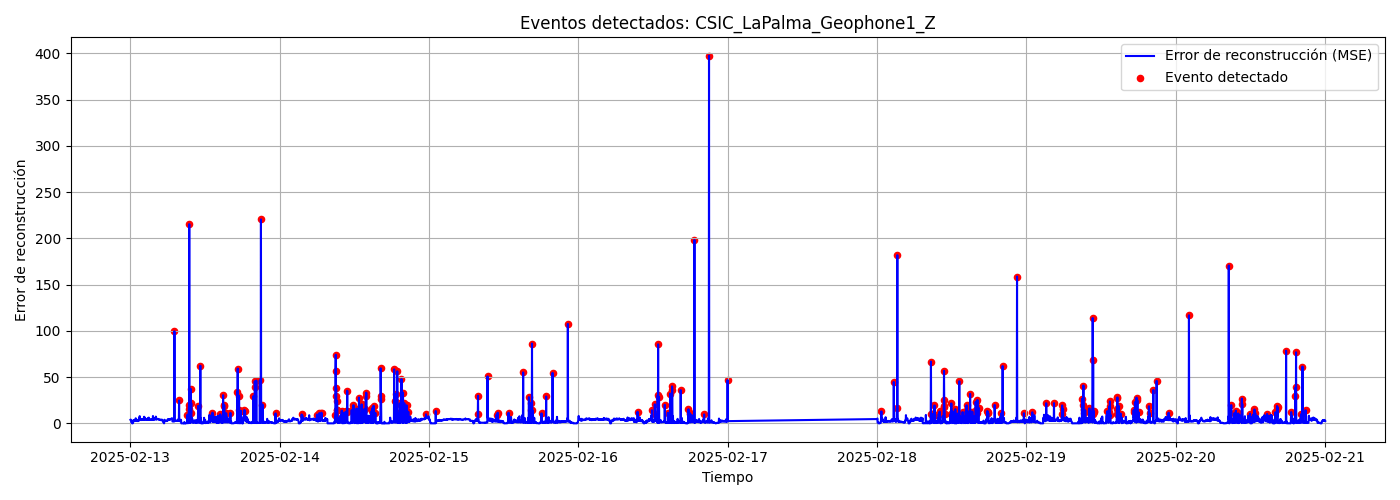 Eventos detectados: CSIC_LaPalma_Geophone1_Z
Error de reconstrucción (MSE)
Evento detectado
Error de reconstrucción
400
350
300
250
200
150
100
50
0
2025-02-13 2025-02-14 2025-02-15 2025-02-16 2025-02-17 2025-02-18 2025-02-19 2025-02-20 2025-02-21
Tiempo